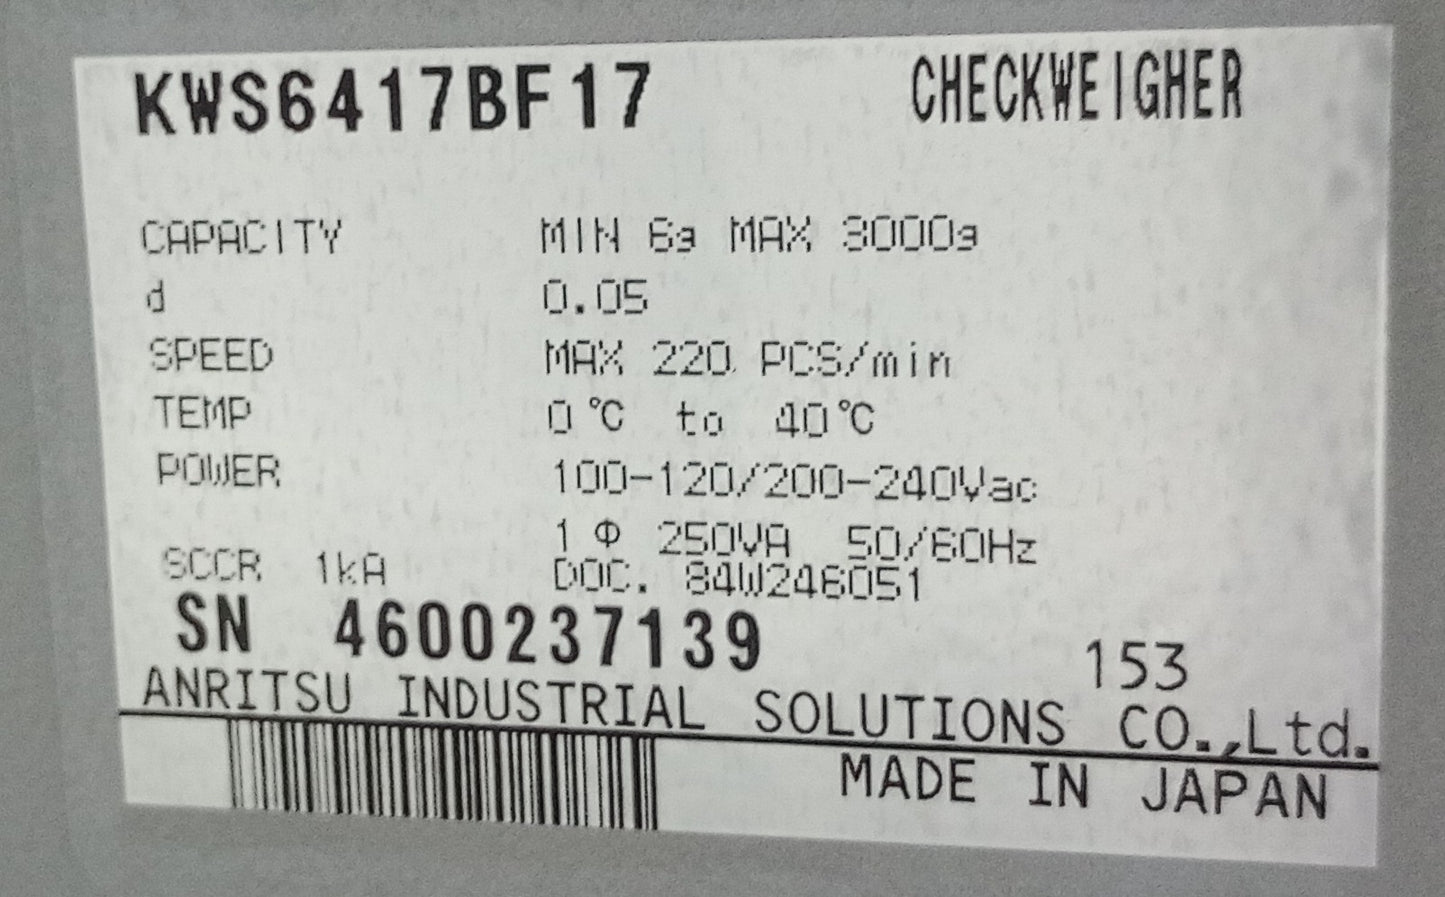 KWS6417BF17 CHECKWEIGHER
CAPACITY MIN 6g MAX 3000g
d 0.05
SPEED MAX 220 PCS/min
TEMP 0℃ to 40℃
POWER 100-120/200-240Vac
1 Φ 250VA 50/60Hz
SCCR 1kA DOC. 84W246051
SN 4600237139 153
ANRITSU INDUSTRIAL SOLUTIONS CO.,Ltd.
MADE IN JAPAN